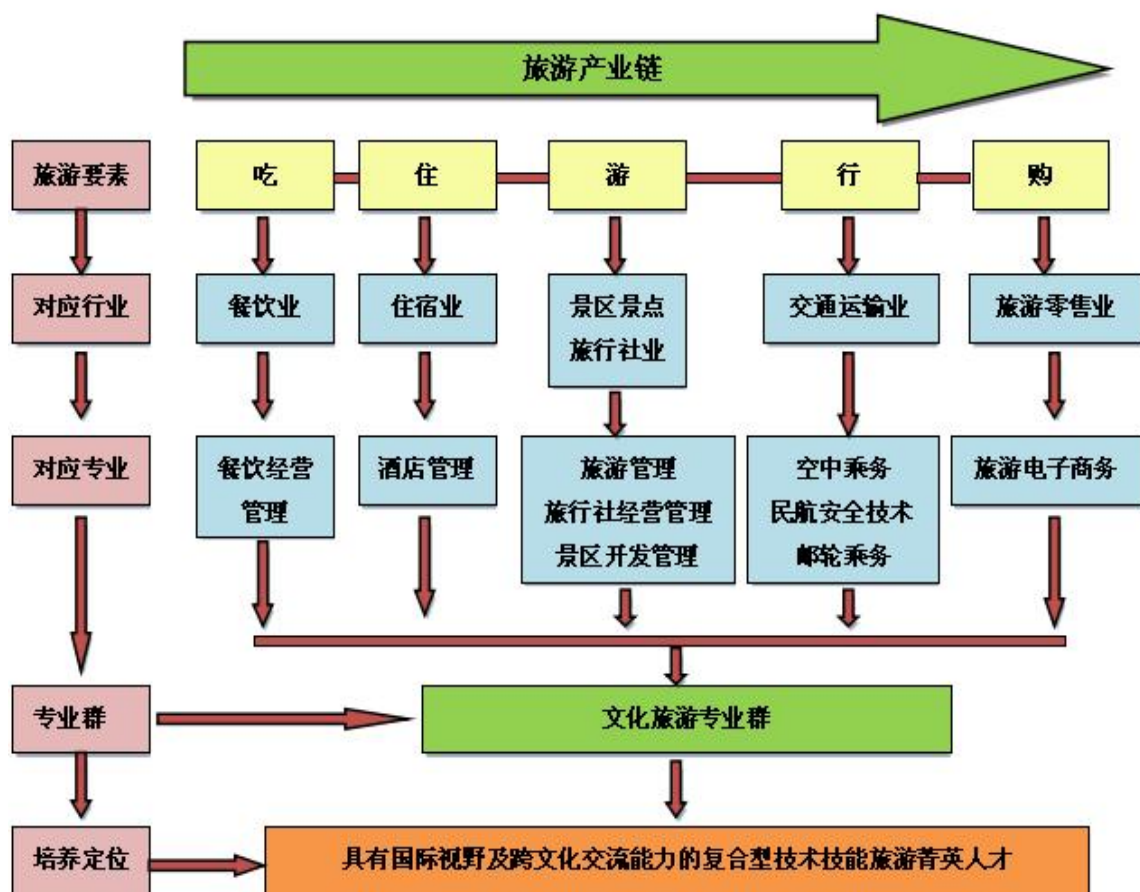 旅游产业链
旅游要素
吃
住
游
行
购
对应行业
餐饮业
住宿业
景区景点
旅行社业
交通运输业
旅游零售业
对应专业
餐饮经营
管理
酒店管理
旅游管理
旅行社经营管理
景区开发管理
空中乘务
民航安全技术
邮轮乘务
旅游电子商务
专业群
文化旅游专业群
培养定位
具有国际视野及跨文化交流能力的复合型技术技能旅游菁英人才